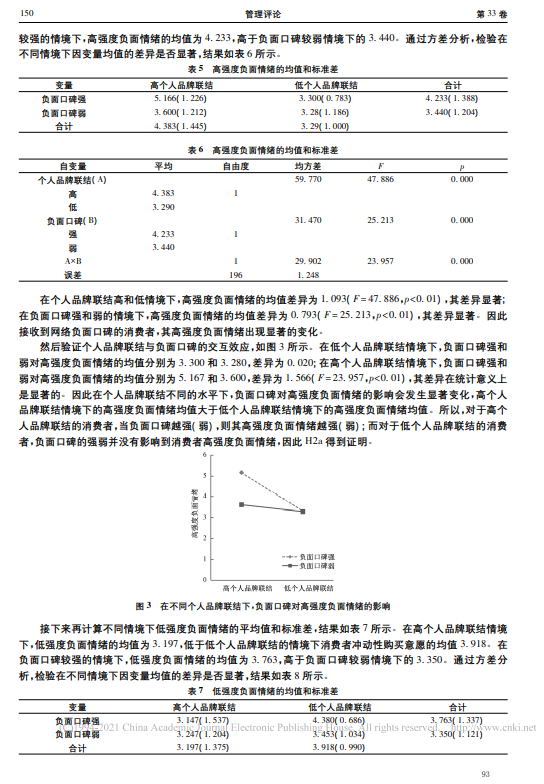 150 管理评论 第 33 卷
较强的情境下,高强度负面情绪的均值为 4.233,高于负面口碑较弱情境下的 3.440。通过方差分析,检验在
不同情境下因变量均值的差异是否显著,结果如表 6 所示。
表 5 高强度负面情绪的均值和标准差
变量 高个人品牌联结 低个人品牌联结 合计
负面口碑强 5.166(1.226) 3.300(0.783) 4.233(1.388)
负面口碑弱 3.600(1.212) 3.28(1.186) 3.440(1.204)
合计 4.383(1.445) 3.29(1.000)
表 6 高强度负面情绪的均值和标准差
自变量 平均 自由度 均方差 F p
个人品牌联结(A) 59.770 47.886 0.000
高 4.383 1
低 3.290
负面口碑(B) 31.470 25.213 0.000
强 4.233 1
弱 3.440
A×B 1 29.902 23.957 0.000
误差 196 1.248
在个人品牌联结高和低情境下,高强度负面情绪的均值差异为 1.093(F=47.886,p<0.01),其差异显著;
在负面口碑强和弱的情境下,高强度负面情绪的均值差异为 0.793(F=25.213,p<0.01),其差异显著。因此
接收到网络负面口碑的消费者,其高强度负面情绪出现显著的变化。
然后验证个人品牌联结与负面口碑的交互效应,如图 3 所示。在低个人品牌联结情境下,负面口碑强和
弱对高强度负面情绪的均值分别为 3.300 和 3.280,差异为 0.020;在高个人品牌联结情境下,负面口碑强和
弱对高强度负面情绪的均值分别为 5.167 和 3.600,差异为 1.566(F=23.957,p<0.01),其差异在统计意义上
是显著的。因此在个人品牌联结不同的水平下,负面口碑对高强度负面情绪的影响会发生显著变化,高个人
品牌联结情境下的高强度负面情绪均值大于低个人品牌联结情境下的高强度负面情绪均值。所以,对于高个
人品牌联结的消费者,当负面口碑越强(弱),则其高强度负面情绪越强(弱);而对于低个人品牌联结的消费
者,负面口碑的强弱并没有影响到消费者高强度负面情绪,因此 H2a 得到证明。
高强度负面情绪
6
5
4
3
2
1
0
负面口碑强
负面口碑弱
高个人品牌联结 低个人品牌联结
图 3 在不同个人品牌联结下,负面口碑对高强度负面情绪的影响
接下来再计算不同情境下低强度负面情绪的平均值和标准差,结果如表 7 所示。在高个人品牌联结情境
下,低强度负面情绪的均值为 3.197,低于低个人品牌联结的情境下消费者冲动性购买意愿的均值 3.918。在
负面口碑较强的情境下,低强度负面情绪的均值为 3.763,高于负面口碑较弱情境下的 3.350。通过方差分
析,检验在不同情境下因变量均值的差异是否显著,结果如表 8 所示。
表 7 低强度负面情绪的均值和标准差
变量 高个人品牌联结 低个人品牌联结 合计
负面口碑强 3.147(1.537) 4.380(0.686) 3.763(1.337)
(C)1994-2021 China Academic Journal Electronic Publishing House. All rights reserved. http://www.cnki.net
负面口碑弱 3.247(1.204) 3.453(1.034) 3.350(1.121)
合计 3.197(1.375) 3.918(0.990)
93